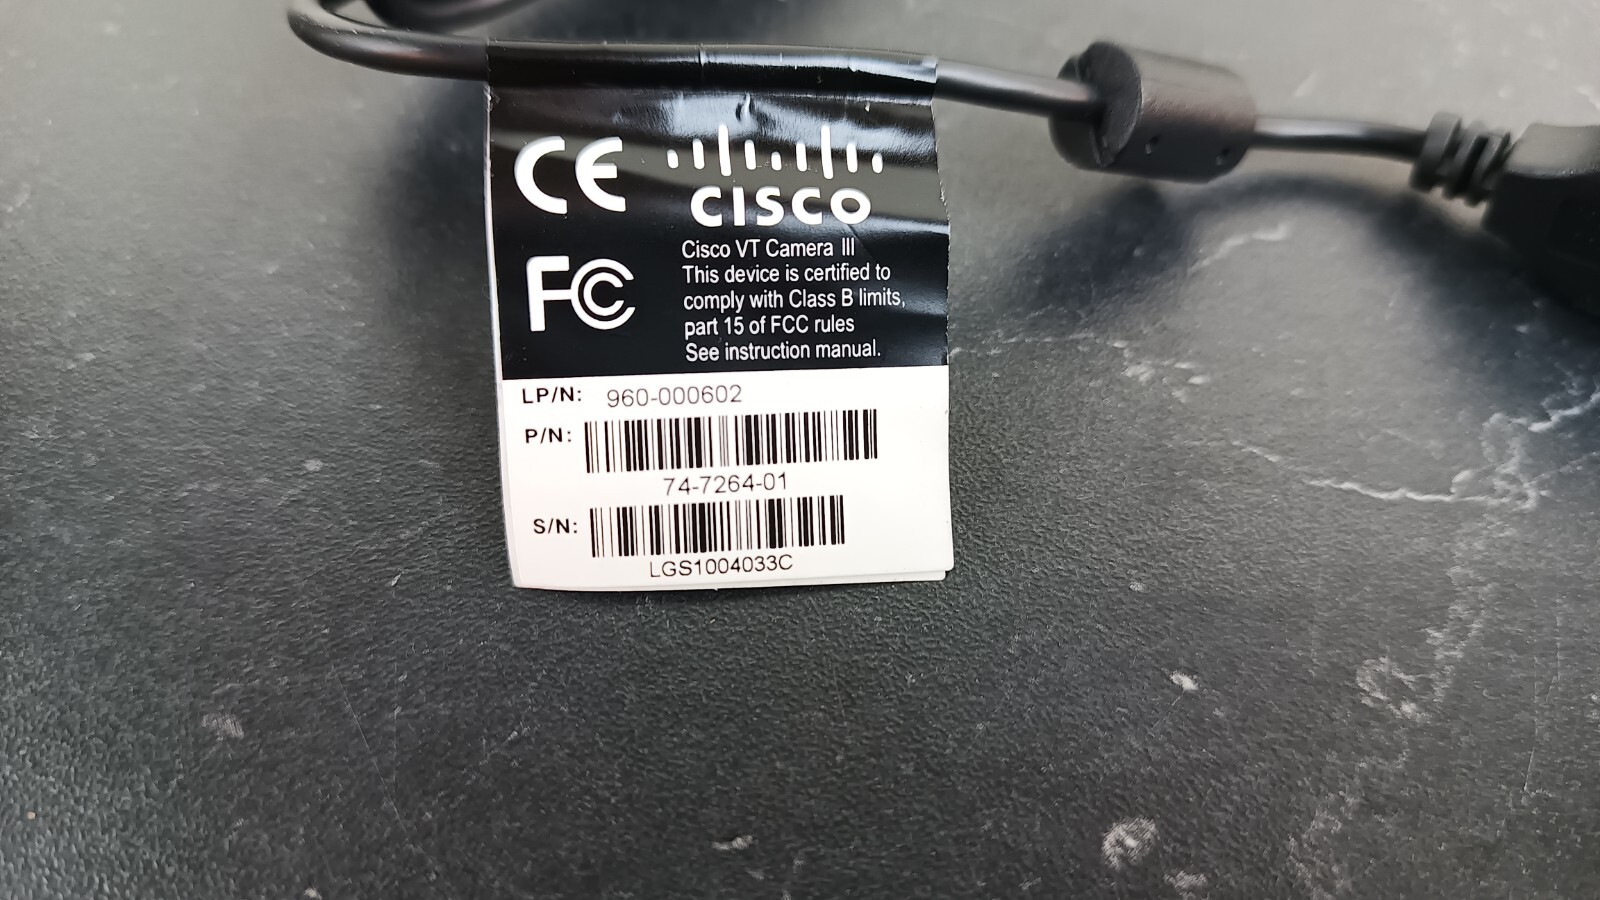 CE
CISCO
FC
Cisco VT Camera III
This device is certified to
comply with Class B limits,
part 15 of FCC rules
See instruction manual.
LP/N: 960-000602
P/N:
74-7264-01
S/N:
LGS1004033C